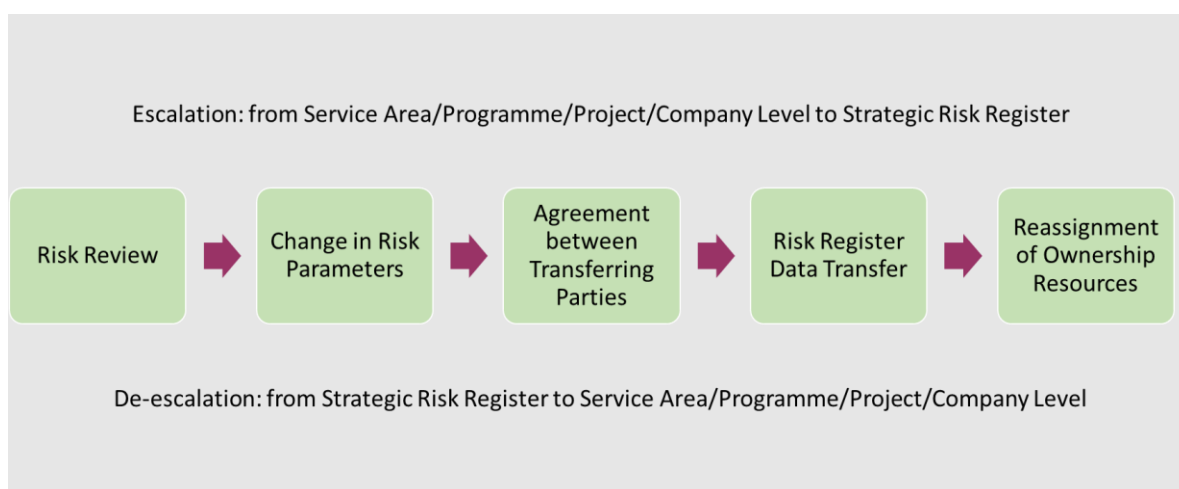 Escalation: from Service Area/Programme/Project/Company Level to Strategic Risk Register
Risk Review
Change in Risk
Parameters
Agreement
between
Transferring
Parties
Risk Register
Data Transfer
Reassignment
of Ownership
Resources
De-escalation: from Strategic Risk Register to Service Area/Programme/Project/Company Level